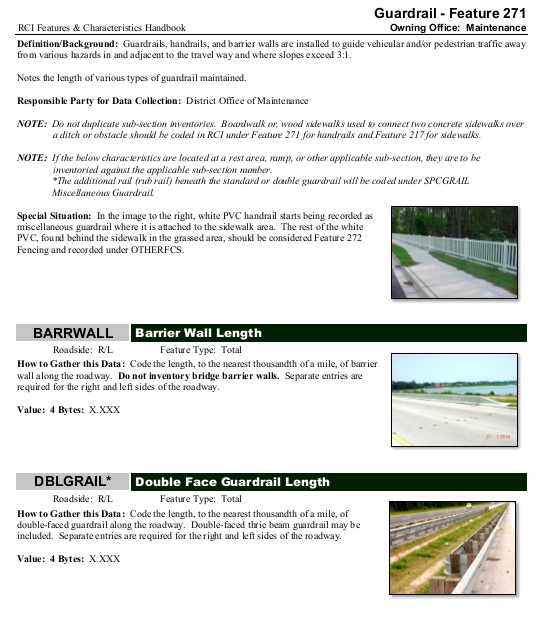 Guardrail - Feature 271
RCI Features & Characteristics Handbook
Owning Office: Maintenance
Definition/Background: Guardrails, handrails, and barrier walls are installed to guide vehicular and/or pedestrian traffic away
from various hazards in and adjacent to the travel way and where slopes exceed 3:1.
Notes the length of various types of guardrail maintained.
Responsible Party for Data Collection: District Office of Maintenance
NOTE: Do not duplicate sub-section inventories. Boardwalk or, wood sidewalks used to connect two concrete sidewalks over
a ditch or obstacle should be coded in RCI under Feature 271 for handrails and Feature 217 for sidewalks.
NOTE: If the below characteristics are located at a rest area, ramp, or other applicable sub-section, they are to be
inventoried against the applicable sub-section number.
*The additional rail (rub rail) beneath the standard or double guardrail will be coded under SPCGRAIL
Miscellaneous Guardrail.
Special Situation: In the image to the right, white PVC handrail starts being recorded as
miscellaneous guardrail where it is attached to the sidewalk area. The rest of the white
PVC, found behind the sidewalk in the grassed area, should be considered Feature 272
Fencing and recorded under OTHERFCS.
BARRWALL Barrier Wall Length
Roadside: R/L Feature Type: Total
How to Gather this Data: Code the length, to the nearest thousandth of a mile, of barrier
wall along the roadway. Do not inventory bridge barrier walls. Separate entries are
required for the right and left sides of the roadway.
Value: 4 Bytes: X.XXX
DBLGRAIL* Double Face Guardrail Length
Roadside: R/L Feature Type: Total
How to Gather this Data: Code the length, to the nearest thousandth of a mile, of
double-faced guardrail along the roadway. Double-faced thrie beam guardrail may be
included. Separate entries are required for the right and left sides of the roadway.
Value: 4 Bytes: X.XXX